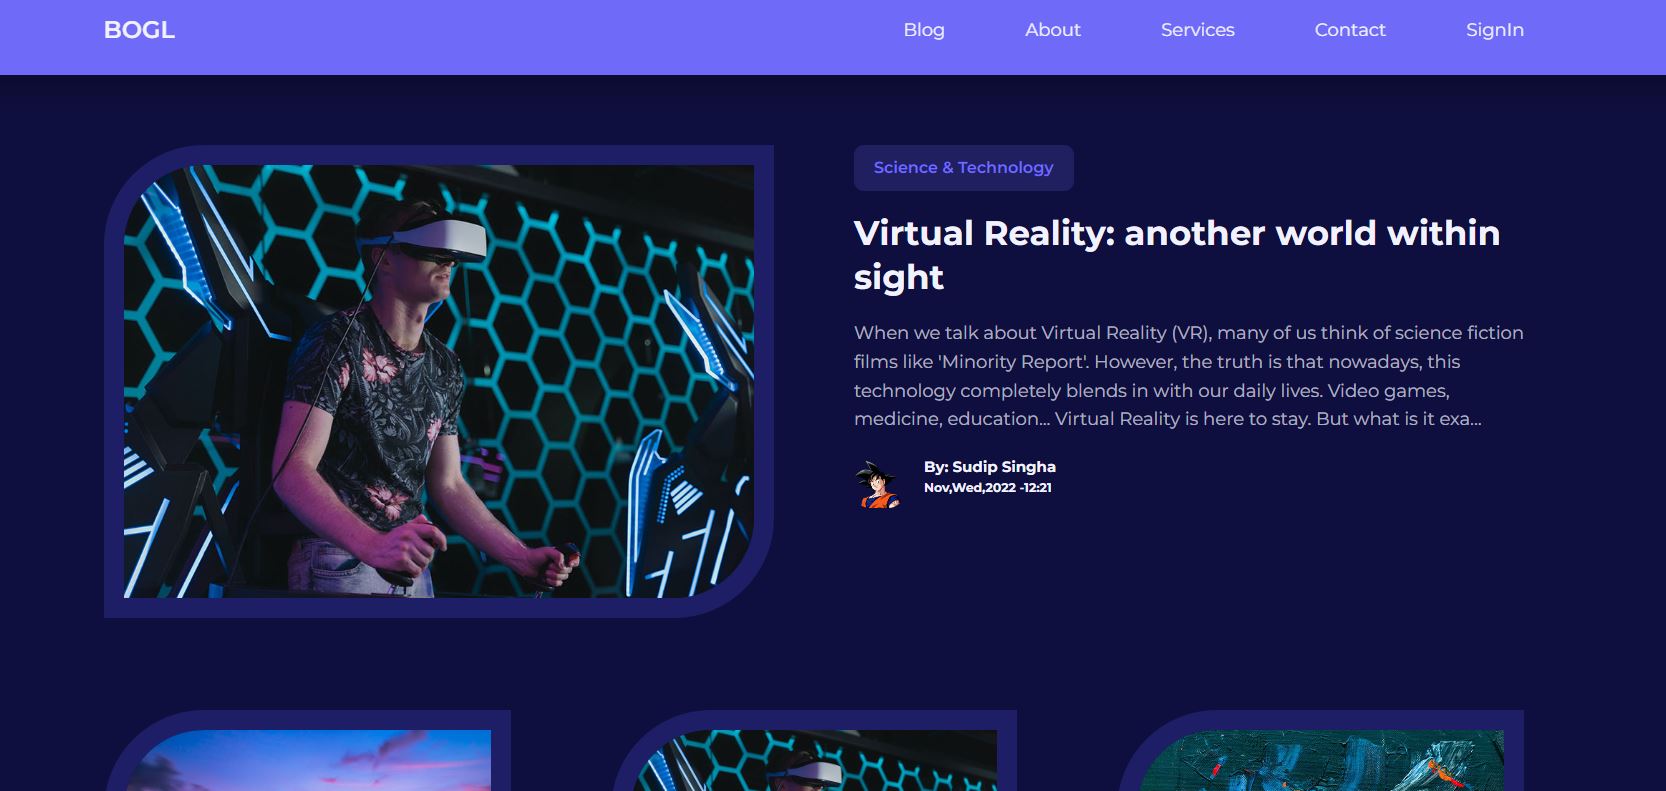 BOGL
Blog
About
Services
Contact
SignIn
Science & Technology
Virtual Reality: another world within
sight
When we talk about Virtual Reality (VR), many of us think of science fiction
films like 'Minority Report'. However, the truth is that nowadays, this
technology completely blends in with our daily lives. Video games,
medicine, education... Virtual Reality is here to stay. But what is it exa...
By: Sudip Singha
Nov,Wed,2022 -12:21